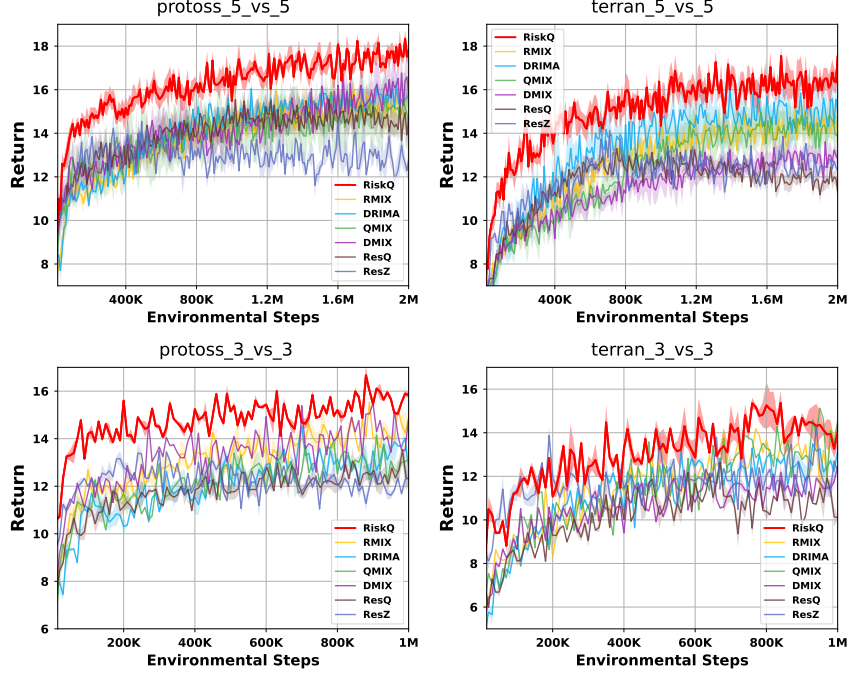 protoss_5_vs_5
18
16
14
12
10
8
Return
400K 800K 1.2M 1.6M 2M
Environmental Steps
RiskQ
RMIX
DRIMA
QMIX
DMIX
ResQ
ResZ
terran_5_vs_5
18
16
14
12
10
8
Return
400K 800K 1.2M 1.6M 2M
Environmental Steps
RiskQ
RMIX
DRIMA
QMIX
DMIX
ResQ
ResZ
protoss_3_vs_3
16
14
12
10
8
6
Return
200K 400K 600K 800K 1M
Environmental Steps
RiskQ
RMIX
DRIMA
QMIX
DMIX
ResQ
ResZ
terran_3_vs_3
16
14
12
10
8
6
Return
200K 400K 600K 800K 1M
Environmental Steps
RiskQ
RMIX
DRIMA
QMIX
DMIX
ResQ
ResZ